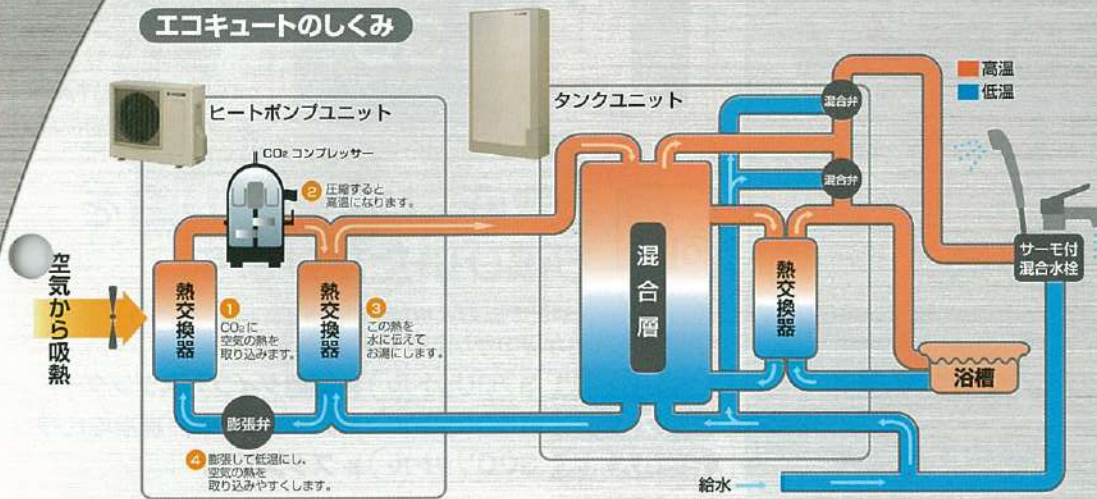 エコキュートのしくみ
ヒートポンプユニット
タンクユニット
高温
低温
CO₂ コンプレッサー
2 圧縮すると
高温になります。
混合弁
混合弁
空気から吸熱
熱交換器
1
CO₂に
空気の熱を
取り込みます。
熱交換器
3
この熱を
水に伝えて
お湯にします。
混合層
熱交換器
サーモ付
混合水栓
浴槽
膨張弁
4 膨張して低温にし、
空気の熱を
取り込みやすくします。
給水